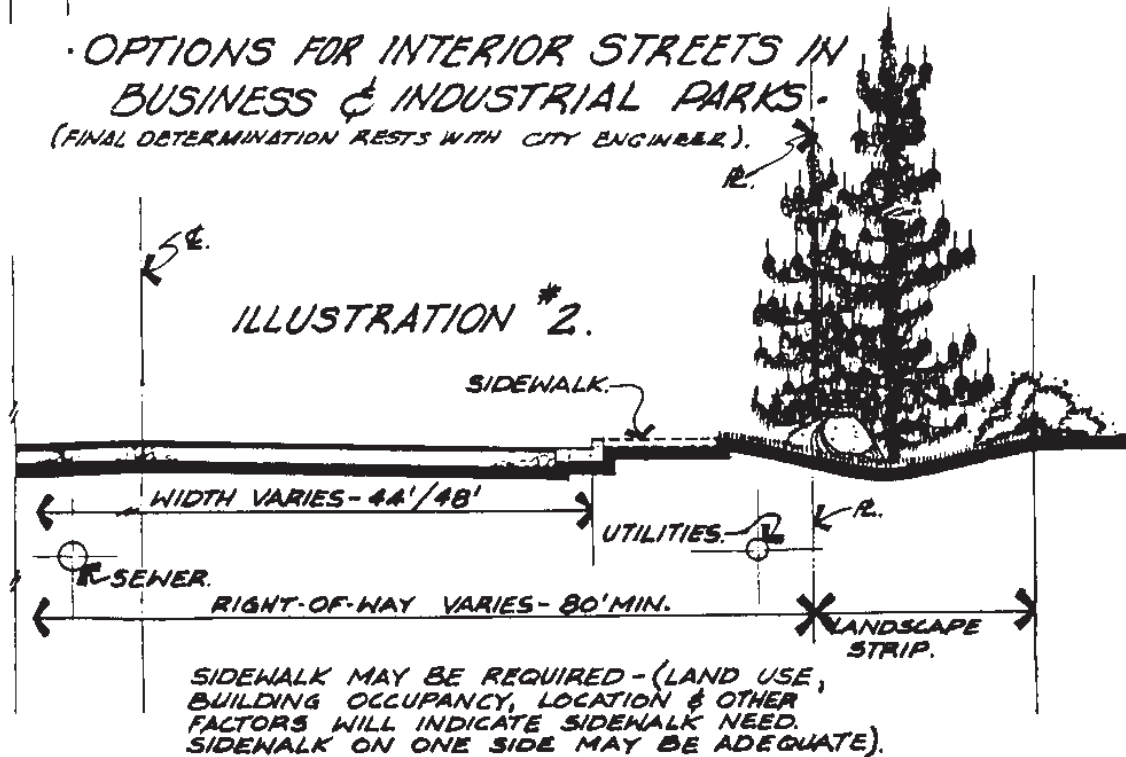 · OPTIONS FOR INTERIOR STREETS IN
BUSINESS & INDUSTRIAL PARKS.
(FINAL DETERMINATION RESTS WITH CITY ENGINEER).
℄.
ILLUSTRATION #2.
PL.
SIDEWALK.
WIDTH VARIES - 44'/48'
UTILITIES.
PL.
SEWER.
RIGHT-OF-WAY VARIES - 80' MIN.
LANDSCAPE
STRIP.
SIDEWALK MAY BE REQUIRED - (LAND USE,
BUILDING OCCUPANCY, LOCATION & OTHER
FACTORS WILL INDICATE SIDEWALK NEED.
SIDEWALK ON ONE SIDE MAY BE ADEQUATE).